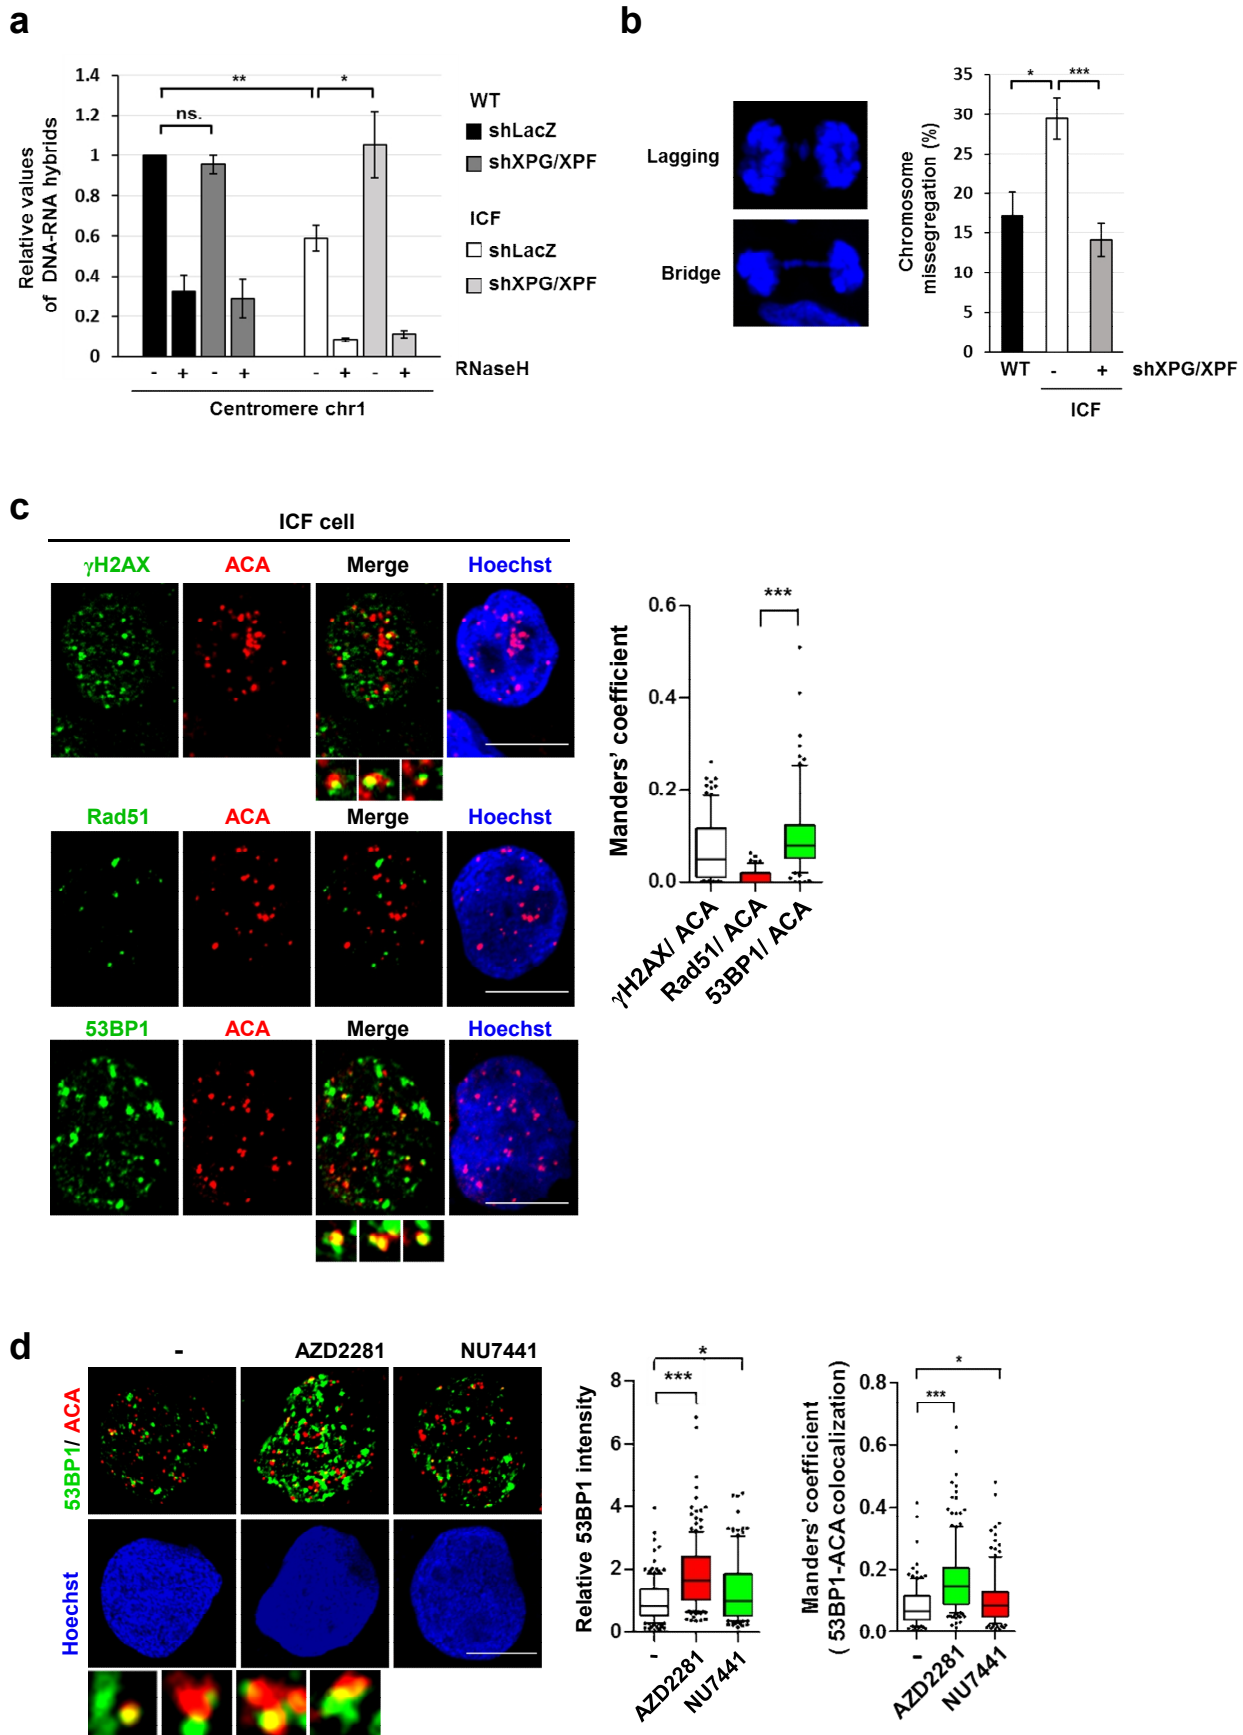 a
1.4
1.2
1
0.8
0.6
0.4
0.2
0
Relative values
of DNA-RNA hybrids
**
*
ns.
WT
shLacZ
shXPG/XPF
ICF
shLacZ
shXPG/XPF
- + - + - + - + RNaseH
Centromere chr1
b
Lagging
Bridge
Chromosome
missegregation (%)
35
30
25
20
15
10
5
0
* ***
WT - + shXPG/XPF
ICF
c
ICF cell
γH2AX ACA Merge Hoechst
Rad51 ACA Merge Hoechst
53BP1 ACA Merge Hoechst
Manders' coefficient
0.6
0.4
0.2
0.0
***
γH2AX/ ACA
Rad51/ ACA
53BP1/ ACA
d
- AZD2281 NU7441
53BP1/ ACA
Hoechst
Relative 53BP1 intensity
8
6
4
2
0
*
***
-
AZD2281
NU7441
Manders' coefficient
( 53BP1-ACA colocalization)
0.8
0.6
0.4
0.2
0.0
*
***
-
AZD2281
NU7441